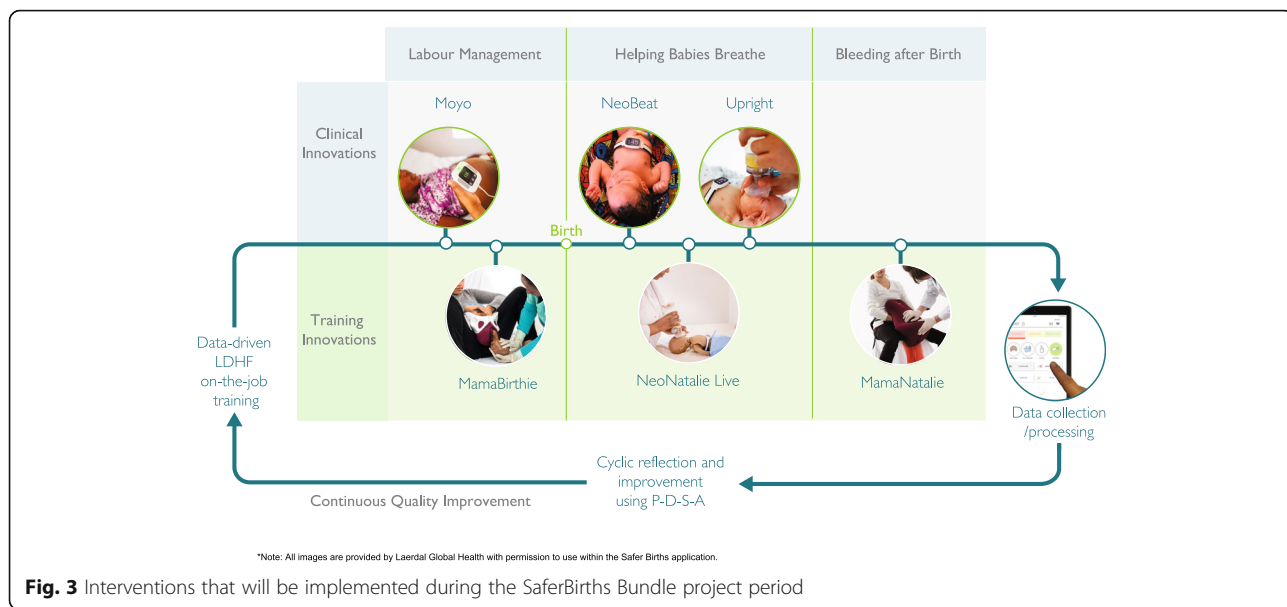 Labour Management
Helping Babies Breathe
Bleeding after Birth
Clinical
Innovations
Moyo
NeoBeat
Upright
Birth
Training
Innovations
MamaBirthie
NeoNatalie Live
MamaNatalie
Data-driven
LDHF
on-the-job
training
Data collection
/processing
Cyclic reflection and
improvement
using P-D-S-A
Continuous Quality Improvement
*Note: All images are provided by Laerdal Global Health with permission to use within the Safer Births application.
Fig. 3 Interventions that will be implemented during the SaferBirths Bundle project period